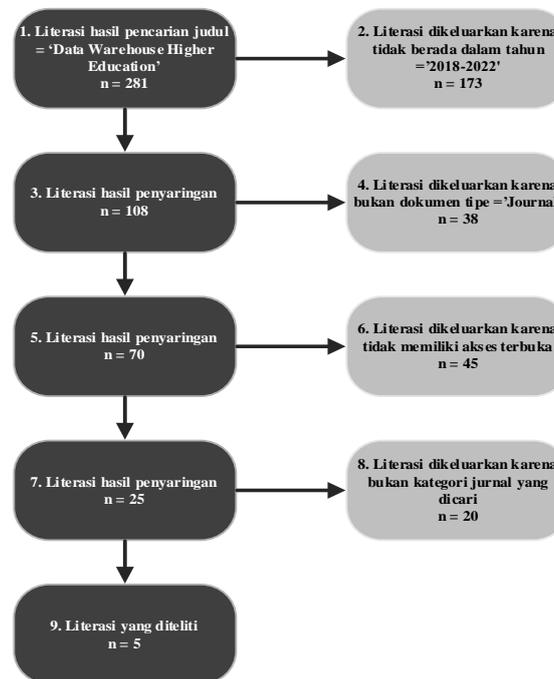 1. Literasi hasil pencarian judul
= ‘Data Warehouse Higher
Education’
n = 281
2. Literasi dikeluarkan karena
tidak berada dalam tahun
=’2018-2022'
n = 173
3. Literasi hasil penyaringan
n = 108
4. Literasi dikeluarkan karena
bukan dokumen tipe =’Journa
n = 38
5. Literasi hasil penyaringan
n = 70
6. Literasi dikeluarkan karena
tidak memiliki akses terbuka
n = 45
7. Literasi hasil penyaringan
n = 25
8. Literasi dikeluarkan karena
bukan kategori jurnal yang
dicari
n = 20
9. Literasi yang diteliti
n = 5